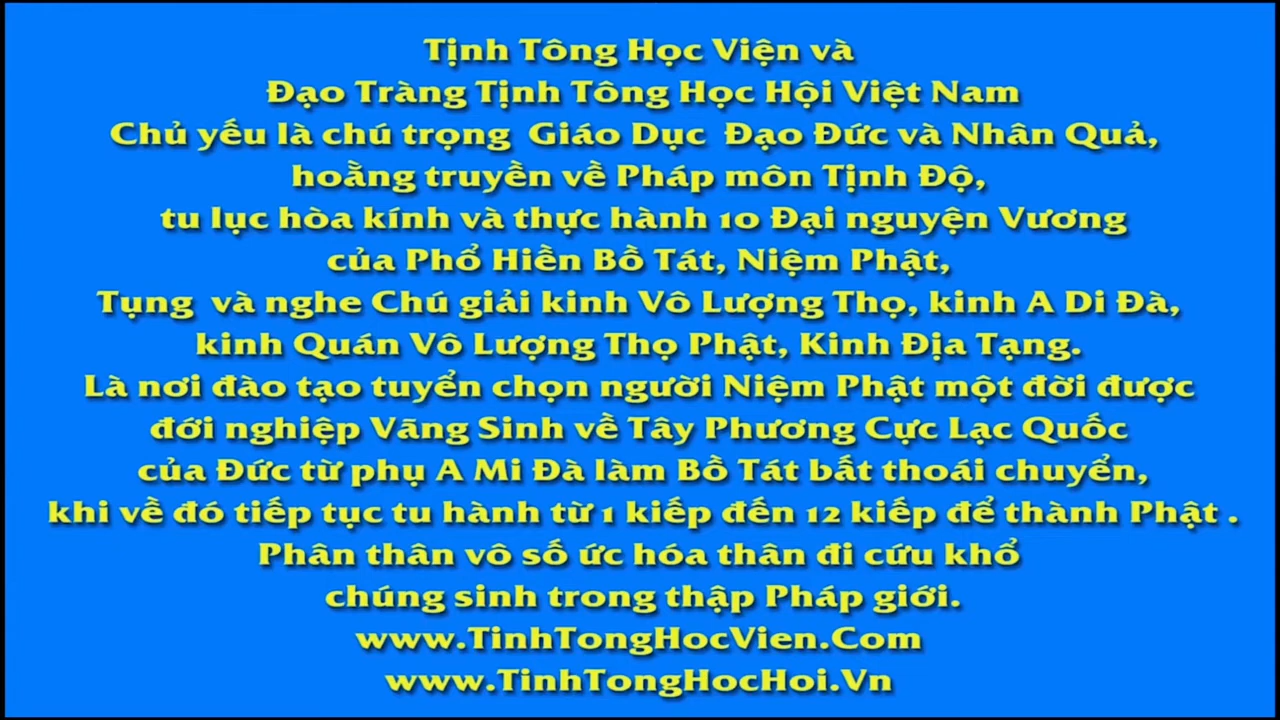 Tịnh Tông Học Viện và
Đạo Tràng Tịnh Tông Học Hội Việt Nam
Chủ yếu là chú trọng Giáo Dục Đạo Đức và Nhân Quả,
hoằng truyền về Pháp môn Tịnh Độ,
tu lục hòa kính và thực hành 10 Đại nguyện Vương
của Phổ Hiền Bồ Tát, Niệm Phật,
Tụng và nghe Chú giải kinh Vô Lượng Thọ, kinh A Di Đà,
kinh Quán Vô Lượng Thọ Phật, Kinh Địa Tạng.
Là nơi đào tạo tuyển chọn người Niệm Phật một đời được
đới nghiệp Vãng Sinh về Tây Phương Cực Lạc Quốc
của Đức từ phụ A Mi Đà làm Bồ Tát bất thoái chuyển,
khi về đó tiếp tục tu hành từ 1 kiếp đến 12 kiếp để thành Phật .
Phân thân vô số ức hóa thân đi cứu khổ
chúng sinh trong thập Pháp giới.
www.TinhTongHocVien.Com
www.TinhTongHocHoi.Vn